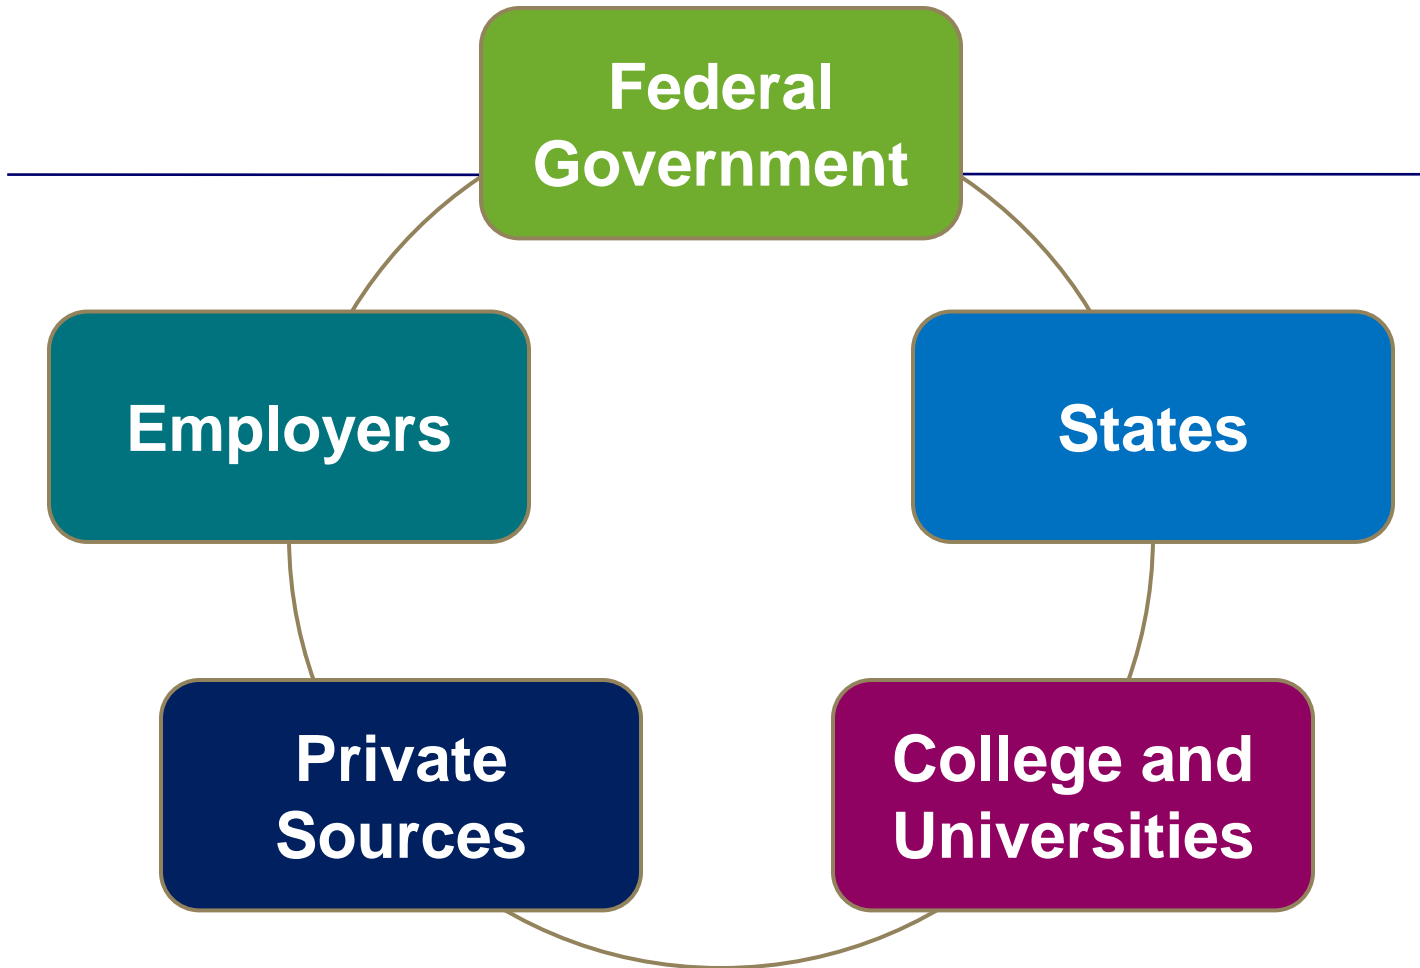 Federal
Government
Employers
States
Private
Sources
College and
Universities